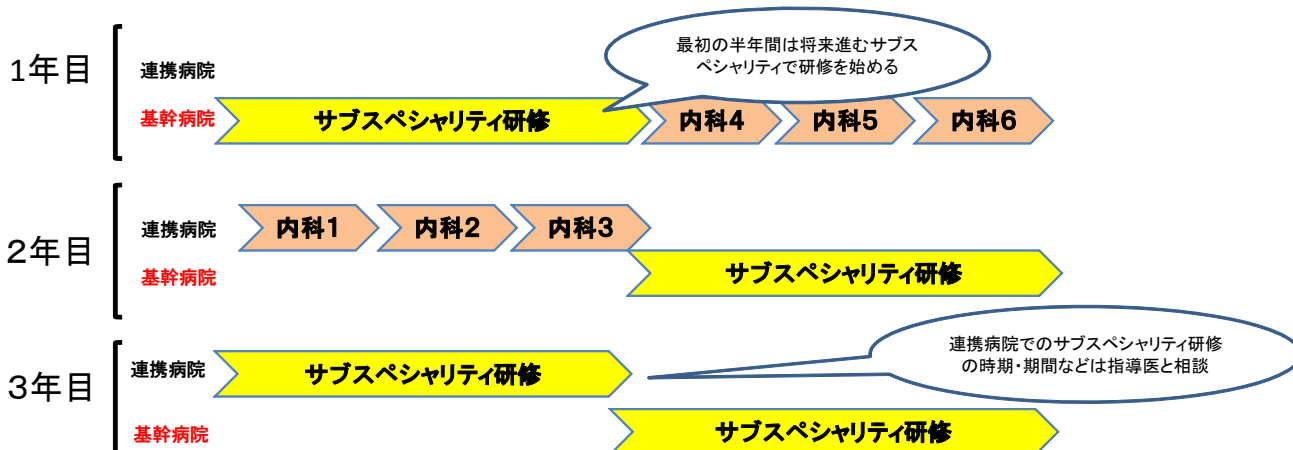 1年目
連携病院
最初の半年間は将来進むサブス
ペシャリティで研修を始める
基幹病院
サブスペシャリティ研修
内科4
内科5
内科6
2年目
連携病院
内科1
内科2
内科3
基幹病院
サブスペシャリティ研修
3年目
連携病院
サブスペシャリティ研修
連携病院でのサブスペシャリティ研修
の時期・期間などは指導医と相談
基幹病院
サブスペシャリティ研修